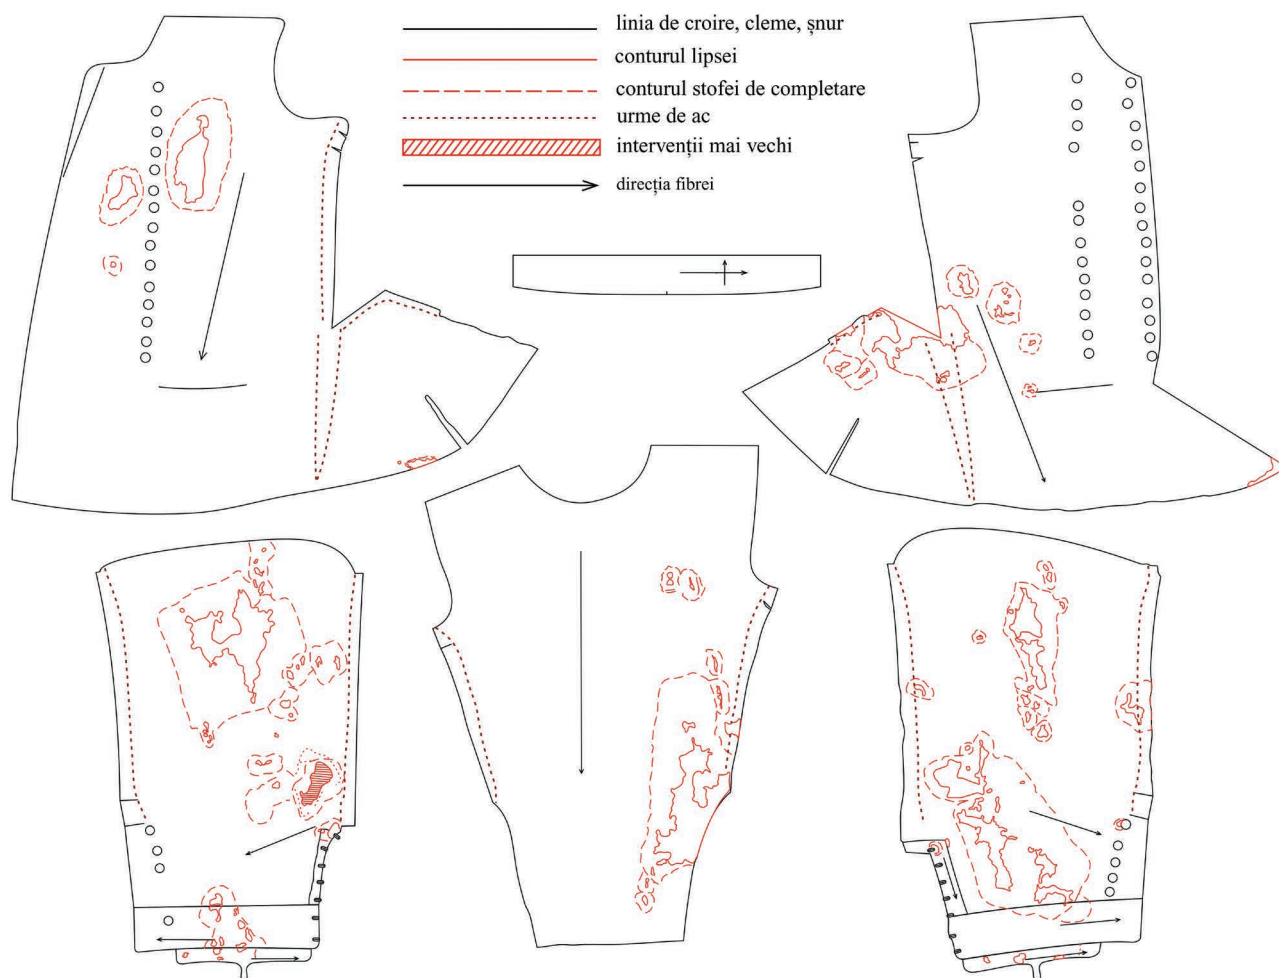 linia de croire, cleme, șnur
conturul lipsei
conturul stofei de completare
urme de ac
intervenții mai vechi
direcția fibrei